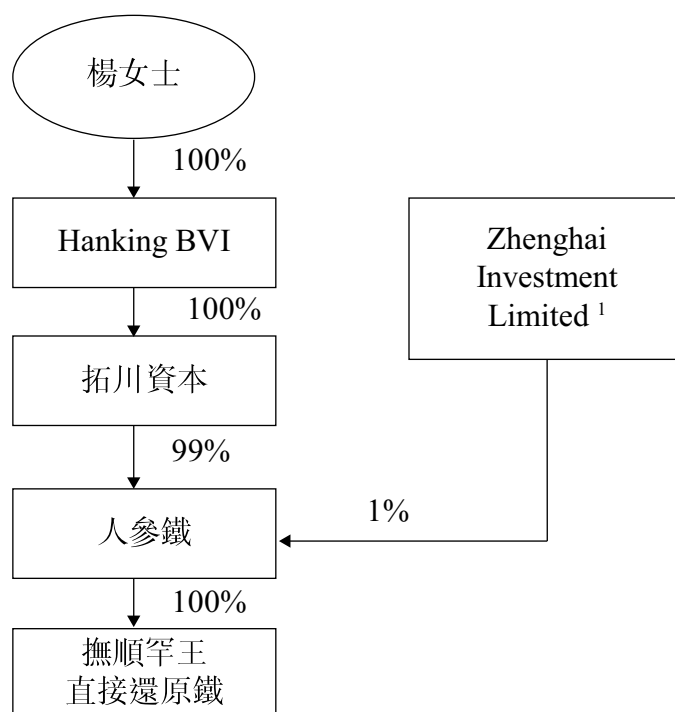 楊女士
100%
Hanking BVI
Zhenghai
Investment
Limited 1
100%
拓川資本
99%
人參鐵
1%
100%
撫順罕王
直接還原鐵